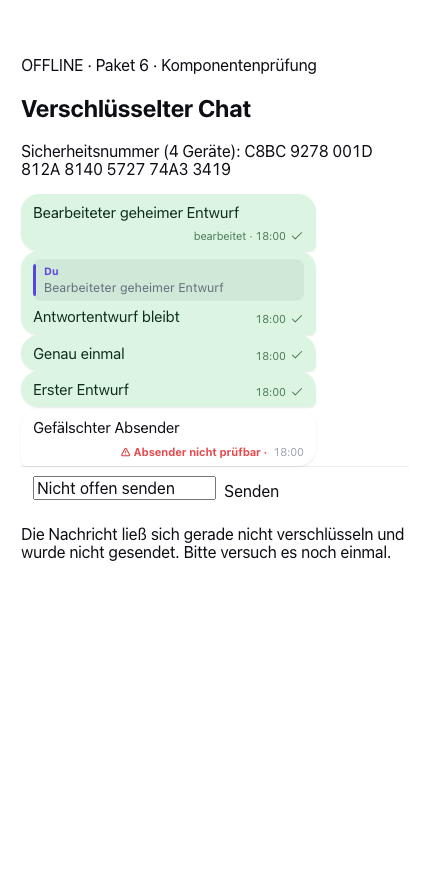 OFFLINE · Paket 6 · Komponentenprüfung
Verschlüsselter Chat
Sicherheitsnummer (4 Geräte): C8BC 9278 001D
812A 8140 5727 74A3 3419
Bearbeiteter geheimer Entwurf
bearbeitet · 18:00
Du
Bearbeiteter geheimer Entwurf
Antwortentwurf bleibt 18:00
Genau einmal 18:00
Erster Entwurf 18:00
Gefälschter Absender
Absender nicht prüfbar · 18:00
Nicht offen senden Senden
Die Nachricht ließ sich gerade nicht verschlüsseln und
wurde nicht gesendet. Bitte versuch es noch einmal.